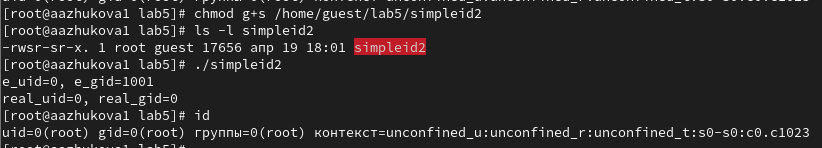 [root@aazhukova1 lab5]# chmod g+s /home/guest/lab5/simpleid2
[root@aazhukova1 lab5]# ls -l simpleid2
-rwsr-sr-x. 1 root guest 17656 апр 19 18:01 simpleid2
[root@aazhukova1 lab5]# ./simpleid2
e_uid=0, e_gid=1001
real_uid=0, real_gid=0
[root@aazhukova1 lab5]# id
uid=0(root) gid=0(root) группы=0(root) контекст=unconfined_u:unconfined_r:unconfined_t:s0-s0:c0.c1023